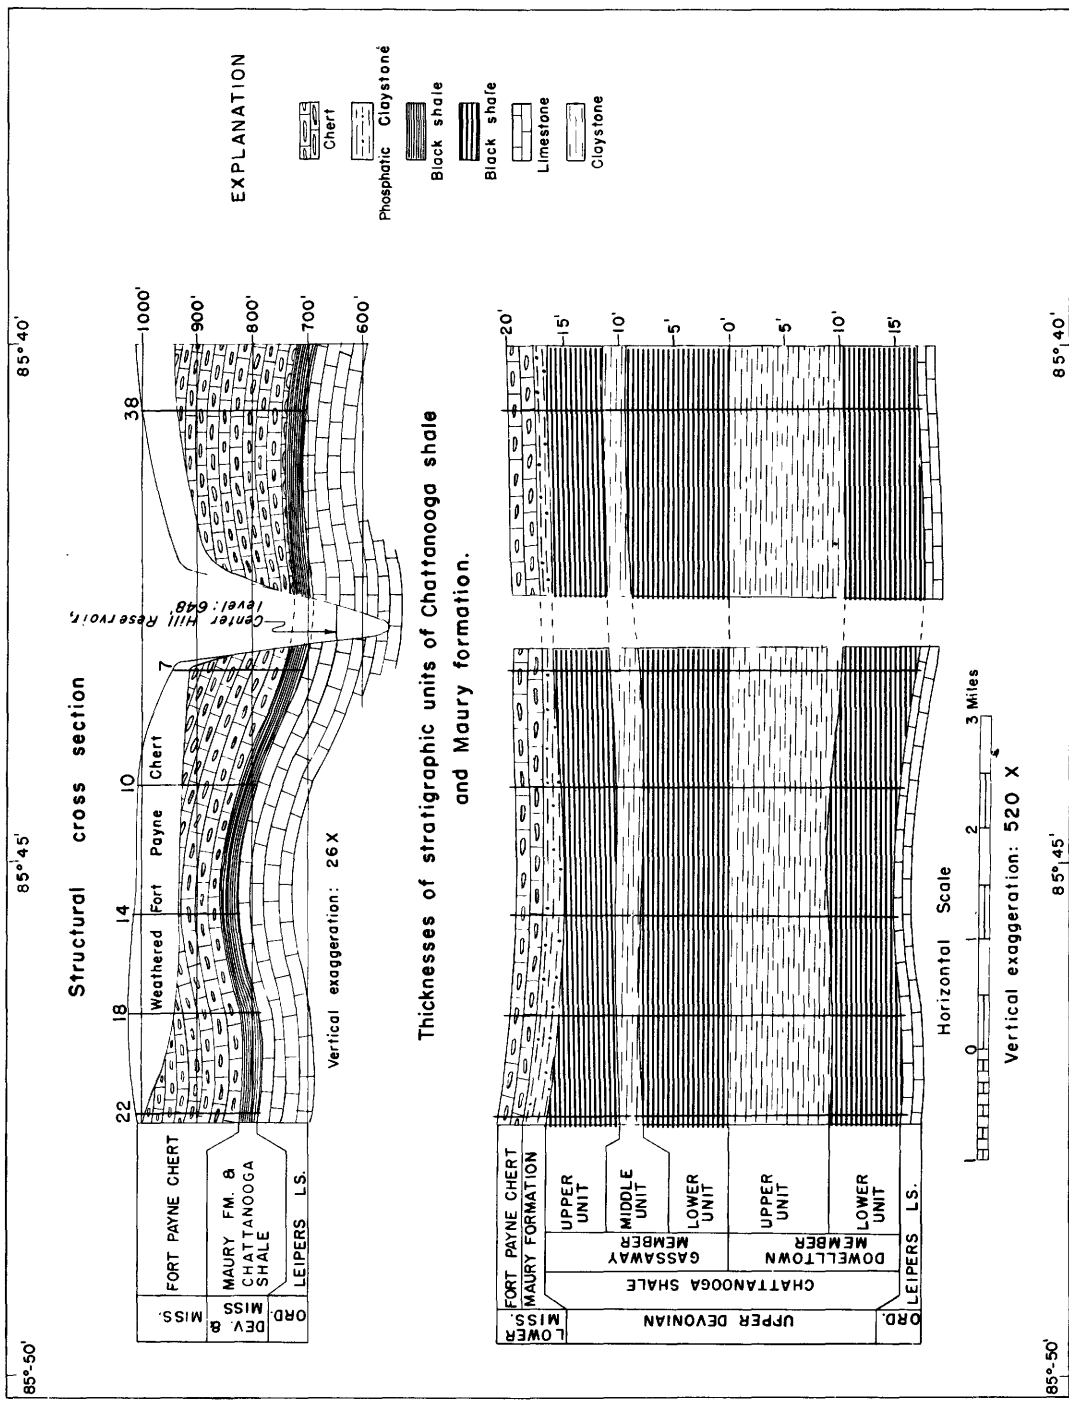 85°-50'
85°45'
85°40'
Structural cross section
22
18
14
10
7
38
Weathered Fort Payne Chert
1000'
900'
800'
700'
600'
Center Hill Reservoir,
level: 648'
Vertical exaggeration: 26X
MISS.
DEV. &
MISS
ORD.
FORT PAYNE CHERT
MAURY FM. &
CHATTANOOGA
SHALE
LEIPERS LS.
EXPLANATION
Chert
Phosphatic Claystone
Black shale
Black shale
Limestone
Claystone
Thicknesses of stratigraphic units of Chattanooga shale
and Maury formation.
20'
15'
10'
5'
0'
5'
10'
15'
LOWER
MISS.
UPPER DEVONIAN
ORD.
FORT PAYNE CHERT
MAURY FORMATION
CHATTANOOGA SHALE
GASSAWAY
MEMBER
DOWELLTOWN
MEMBER
UPPER
UNIT
MIDDLE
UNIT
LOWER
UNIT
UPPER
UNIT
LOWER
UNIT
LEIPERS LS.
Horizontal Scale
1 0 1 2 3 Miles
Vertical exaggeration: 520 X
85°-50'
85°45'
85°40'